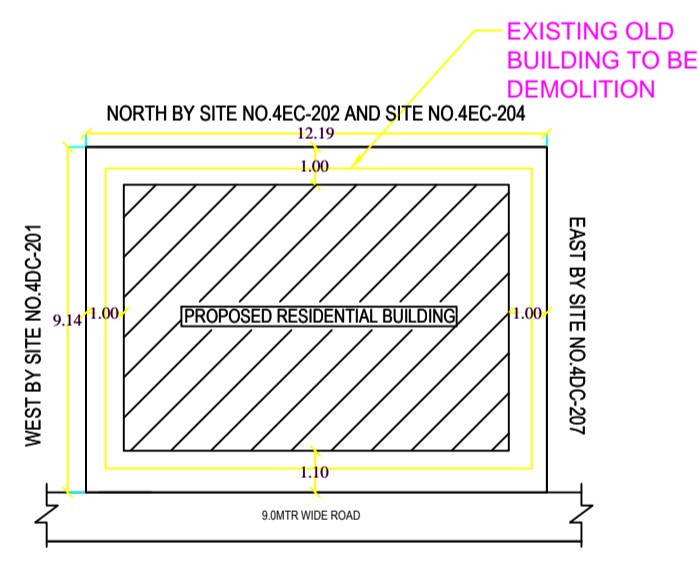 EXISTING OLD
BUILDING TO BE
DEMOLITION
NORTH BY SITE NO.4EC-202 AND SITE NO.4EC-204
12.19
1.00
WEST BY SITE NO.4DC-201
9.14
1.00
PROPOSED RESIDENTIAL BUILDING
1.00
EAST BY SITE NO.4DC-207
1.10
9.0MTR WIDE ROAD